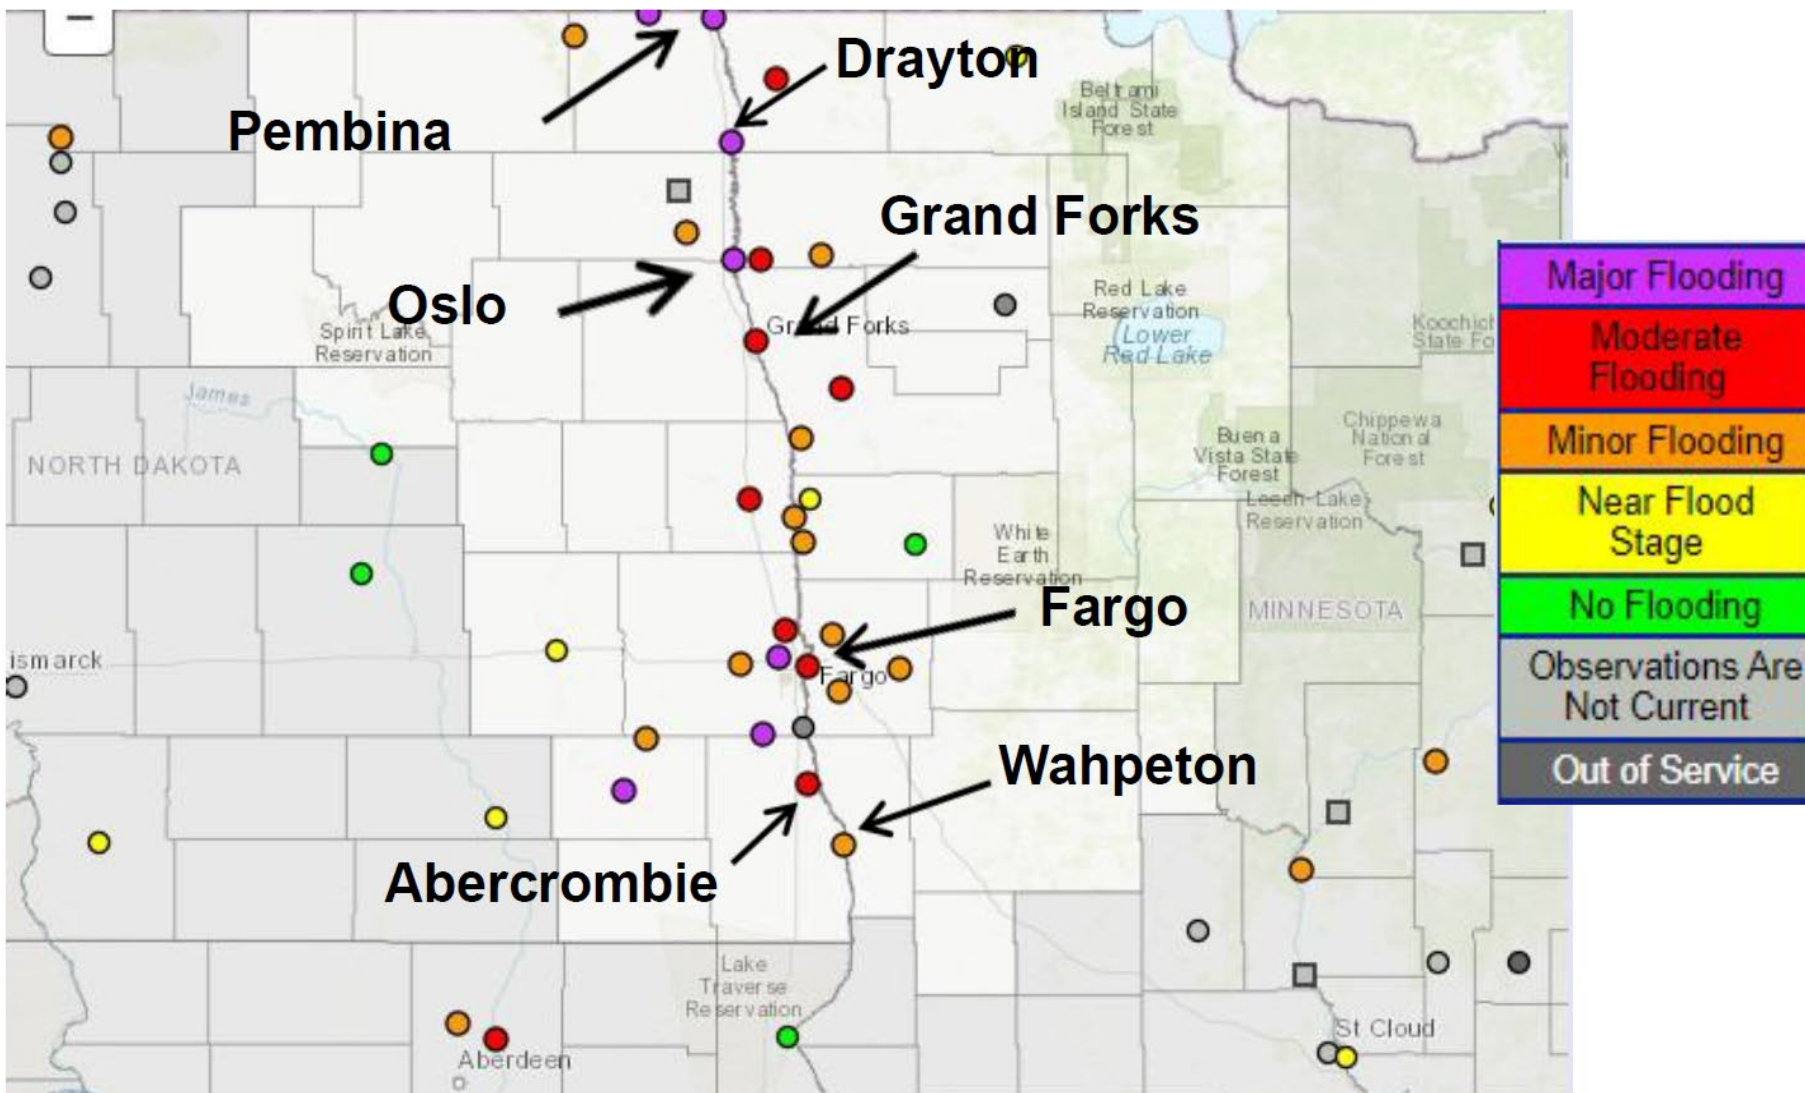 Drayton
Pembina
Beltrami
Island State
Forest
Grand Forks
Oslo
Grand Forks
Spirit Lake
Reservation
Red Lake
Reservation
Lower
Red Lake
Koochich
State Fo
James
NORTH DAKOTA
Chippewa
National
Forest
Buena
Vista State
Forest
Leech Lake
Reservation
White
Earth
Reservation
Fargo
MINNESOTA
ismarck
Fargo
Wahpeton
Abercrombie
Lake
Traverse
Reservation
St Cloud
Aberdeen
Major Flooding
Moderate
Flooding
Minor Flooding
Near Flood
Stage
No Flooding
Observations Are
Not Current
Out of Service